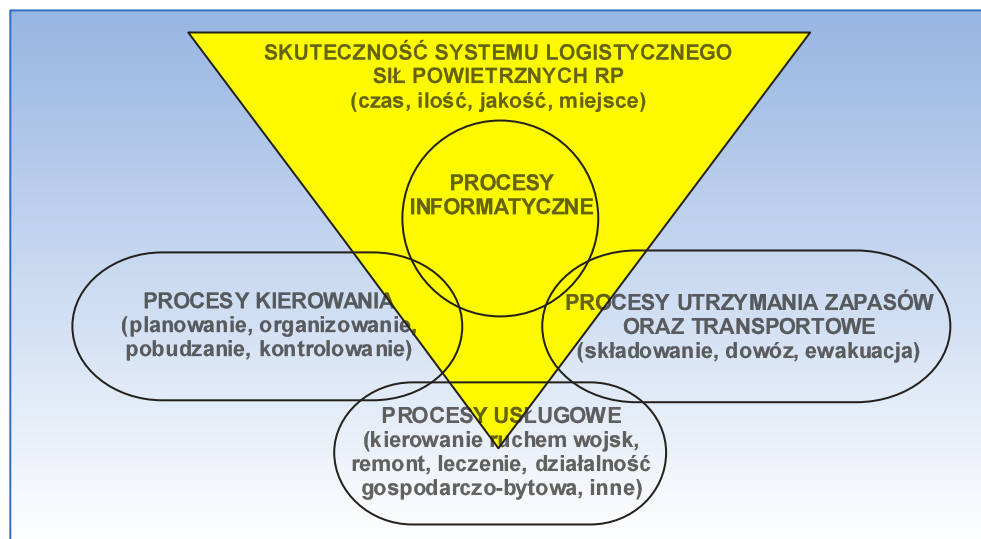 SKUTECZNOŚĆ SYSTEMU LOGISTYCZNEGO
SIŁ POWIETRZNYCH RP
(czas, ilość, jakość, miejsce)
PROCESY
INFORMATYCZNE
PROCESY KIEROWANIA
(planowanie, organizowanie,
pobudzanie, kontrolowanie)
PROCESY UTRZYMANIA ZAPASÓW
ORAZ TRANSPORTOWE
(składowanie, dowóz, ewakuacja)
PROCESY USŁUGOWE
(kierowanie ruchem wojsk,
remont, leczenie, działalność
gospodarczo-bytowa, inne)